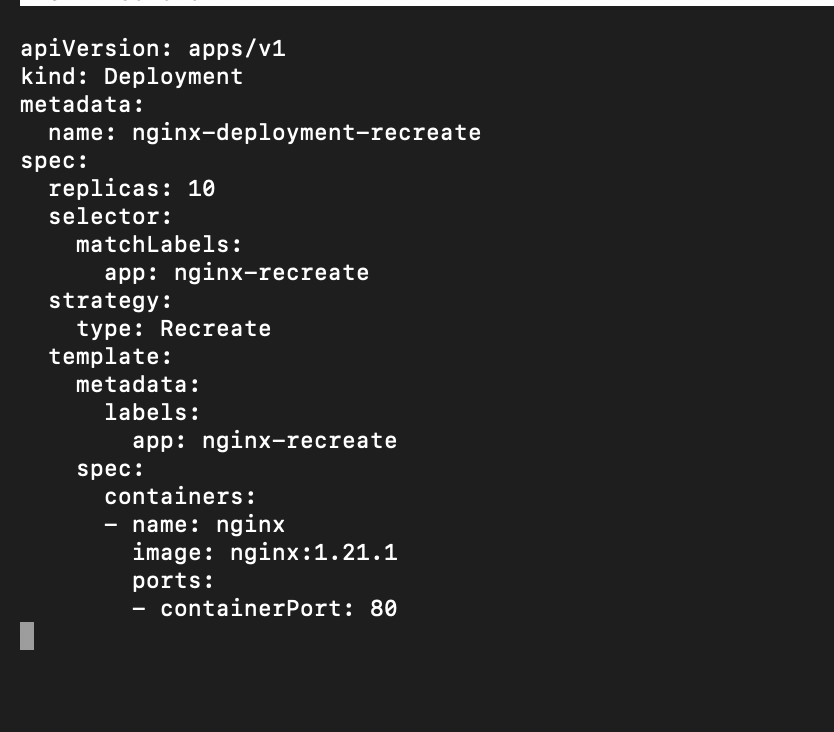 apiVersion: apps/v1
kind: Deployment
metadata:
  name: nginx-deployment-recreate
spec:
  replicas: 10
  selector:
    matchLabels:
      app: nginx-recreate
  strategy:
    type: Recreate
  template:
    metadata:
      labels:
        app: nginx-recreate
    spec:
      containers:
      - name: nginx
        image: nginx:1.21.1
        ports:
        - containerPort: 80